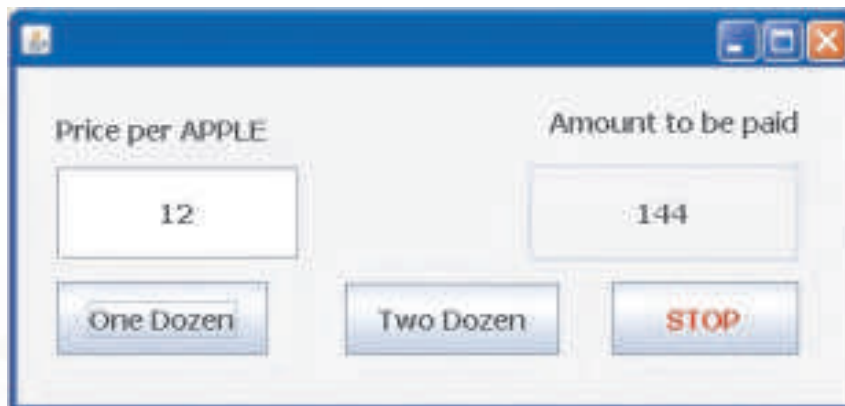 Price per APPLE
Amount to be paid
12
144
One Dozen
Two Dozen
STOP